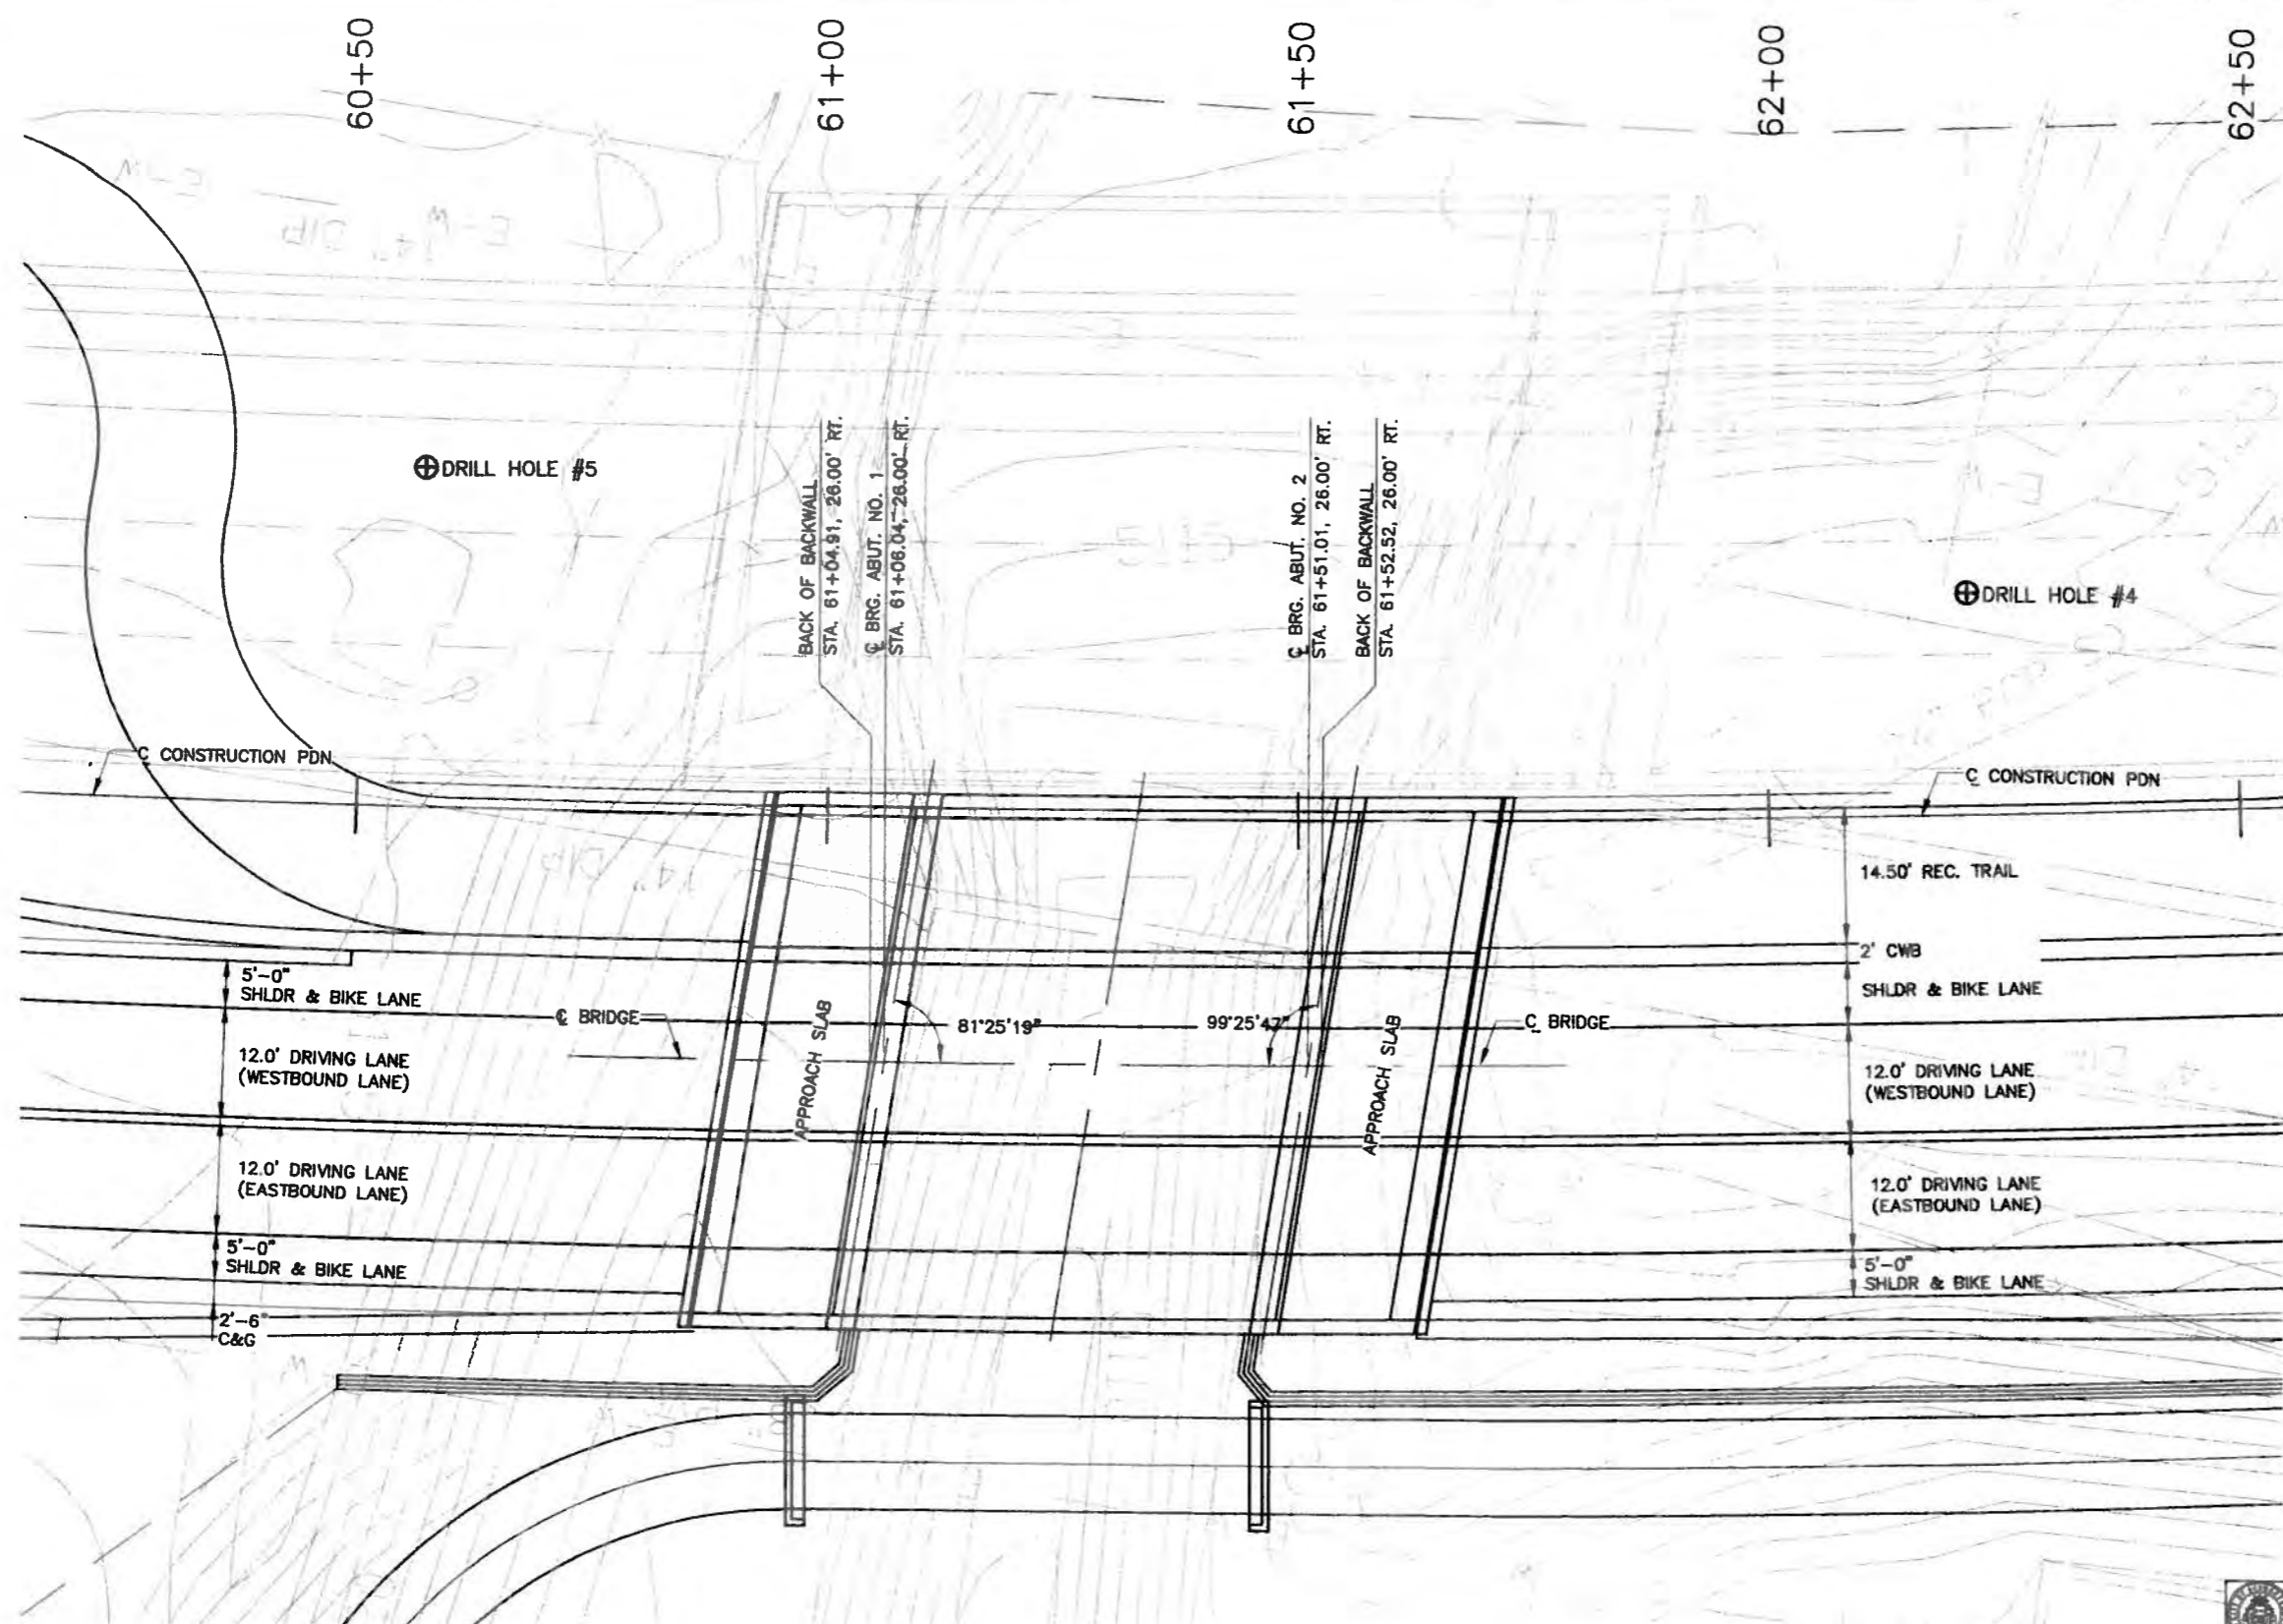 60+50
61+00
61+50
62+00
62+50
E-W
E-W
4" DIP
DRILL HOLE #5
BACK OF BACKWALL
STA. 61+04.91, 26.00' RT.
℄ BRG. ABUT. NO. 1
STA. 61+06.04, 26.00' RT.
℄ BRG. ABUT. NO. 2
STA. 61+51.01, 26.00' RT.
BACK OF BACKWALL
STA. 61+52.52, 26.00' RT.
DRILL HOLE #4
℄ CONSTRUCTION PDN
℄ CONSTRUCTION PDN
14" DIP
14.50' REC. TRAIL
2' CWB
5'-0"
SHLDR & BIKE LANE
SHLDR & BIKE LANE
℄ BRIDGE
APPROACH SLAB
81°25'19"
99°25'47"
APPROACH SLAB
℄ BRIDGE
12.0' DRIVING LANE
(WESTBOUND LANE)
12.0' DRIVING LANE
(WESTBOUND LANE)
12.0' DRIVING LANE
(EASTBOUND LANE)
12.0' DRIVING LANE
(EASTBOUND LANE)
5'-0"
SHLDR & BIKE LANE
5'-0"
SHLDR & BIKE LANE
2'-6"
C&G